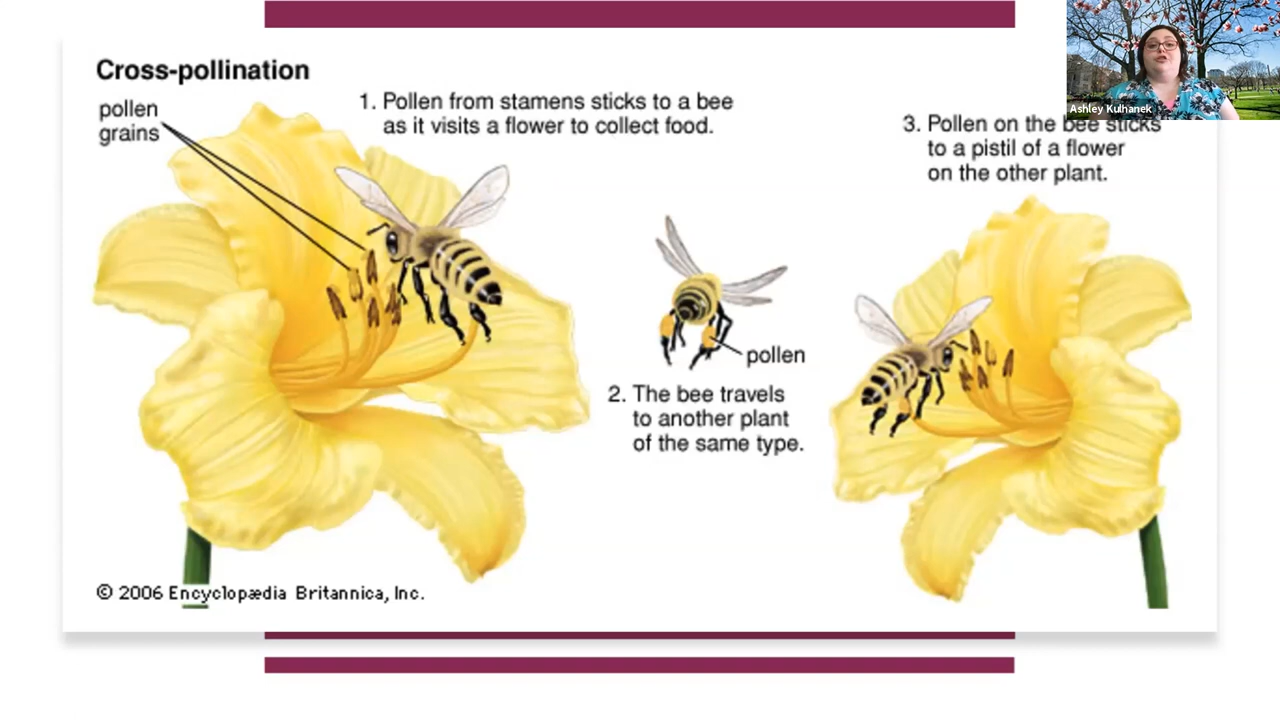 Cross-pollination
pollen
grains
1. Pollen from stamens sticks to a bee
as it visits a flower to collect food.
pollen
2. The bee travels
to another plant
of the same type.
3. Pollen on the bee sticks
to a pistil of a flower
on the other plant.
© 2006 Encyclopædia Britannica, Inc.
Ashley Kulhanek